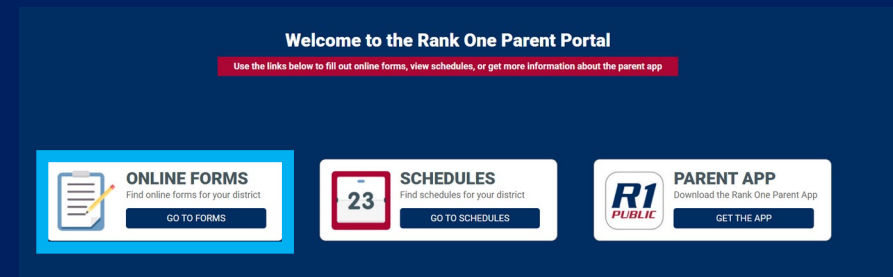 Welcome to the Rank One Parent Portal
Use the links below to fill out online forms, view schedules, or get more information about the parent app
ONLINE FORMS
Find online forms for your district
GO TO FORMS
23
SCHEDULES
Find schedules for your district
GO TO SCHEDULES
R1
PUBLIC
PARENT APP
Download the Rank One Parent App
GET THE APP